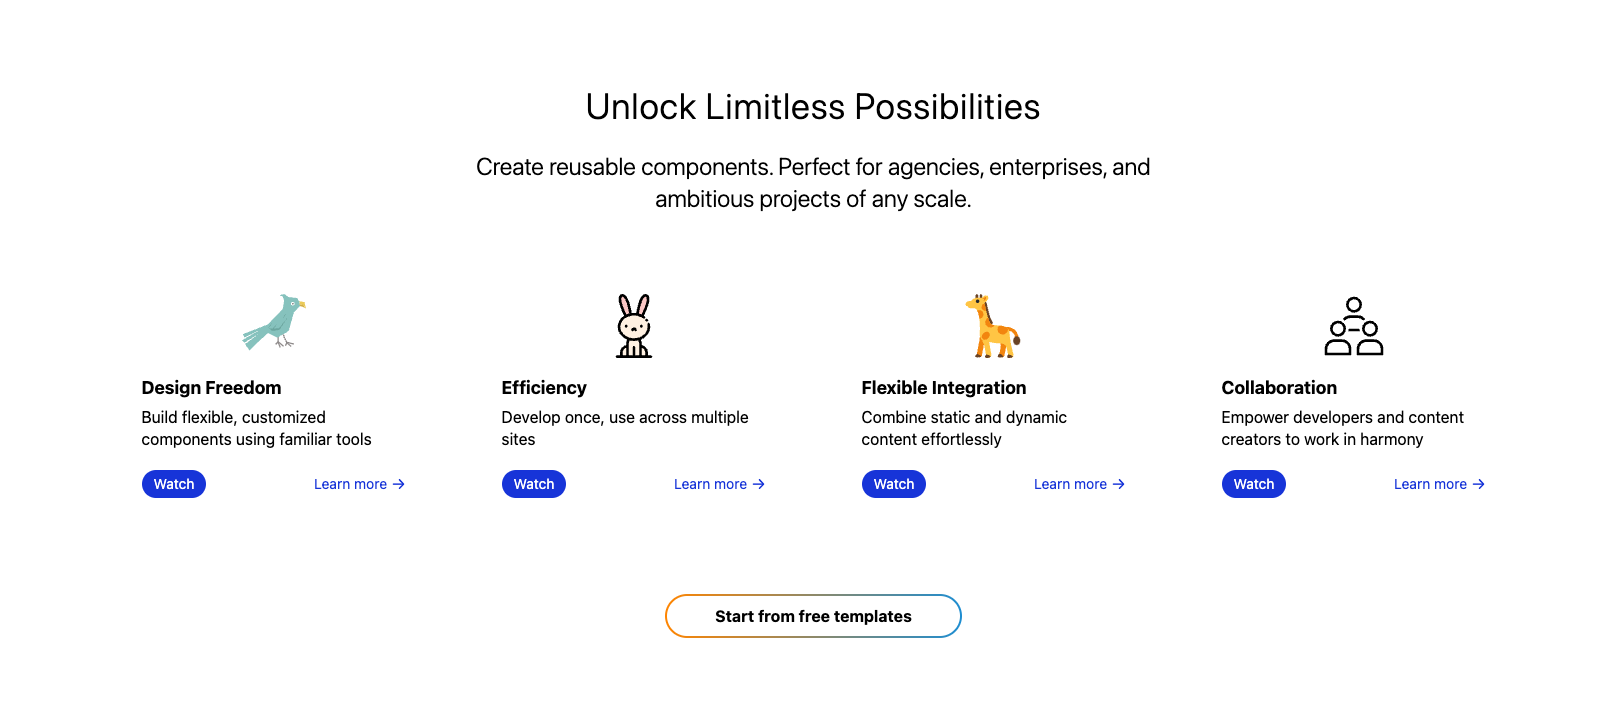 Unlock Limitless Possibilities
Create reusable components. Perfect for agencies, enterprises, and
ambitious projects of any scale.
Design Freedom
Build flexible, customized
components using familiar tools
Watch
Learn more →
Efficiency
Develop once, use across multiple
sites
Watch
Learn more →
Flexible Integration
Combine static and dynamic
content effortlessly
Watch
Learn more →
Collaboration
Empower developers and content
creators to work in harmony
Watch
Learn more →
Start from free templates